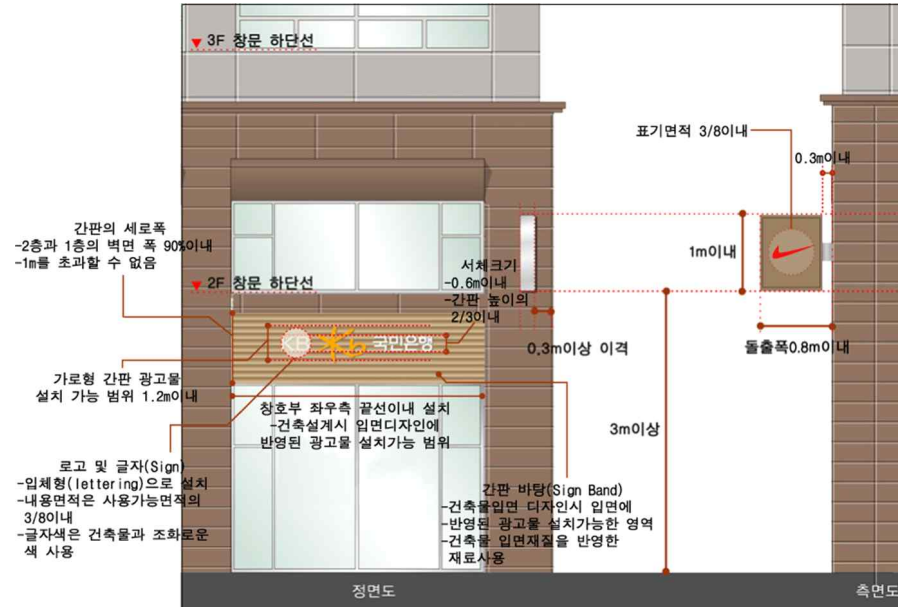 3F 창문 하단선
표기면적 3/8이내
0.3m이내
간판의 세로폭
-2층과 1층의 벽면 폭 90%이내
-1m를 초과할 수 없음
2F 창문 하단선
서체크기
-0.6m이내
-간판 높이의
2/3이내
1m이내
KB
국민은행
0.3m이상 이격
돌출폭0.8m이내
가로형 간판 광고물
설치 가능 범위 1.2m이내
창호부 좌우측 끝선이내 설치
-건축설계시 입면디자인에
반영된 광고물 설치가능 범위
3m이상
로고 및 글자(Sign)
-입체형(lettering)으로 설치
-내용면적은 사용가능면적의
3/8이내
-글자색은 건축물과 조화로운
색 사용
간판 바탕(Sign Band)
-건축물입면 디자인시 입면에
-반영된 광고물 설치가능한 영역
-건축물 입면재질을 반영한
재료사용
정면도
측면도